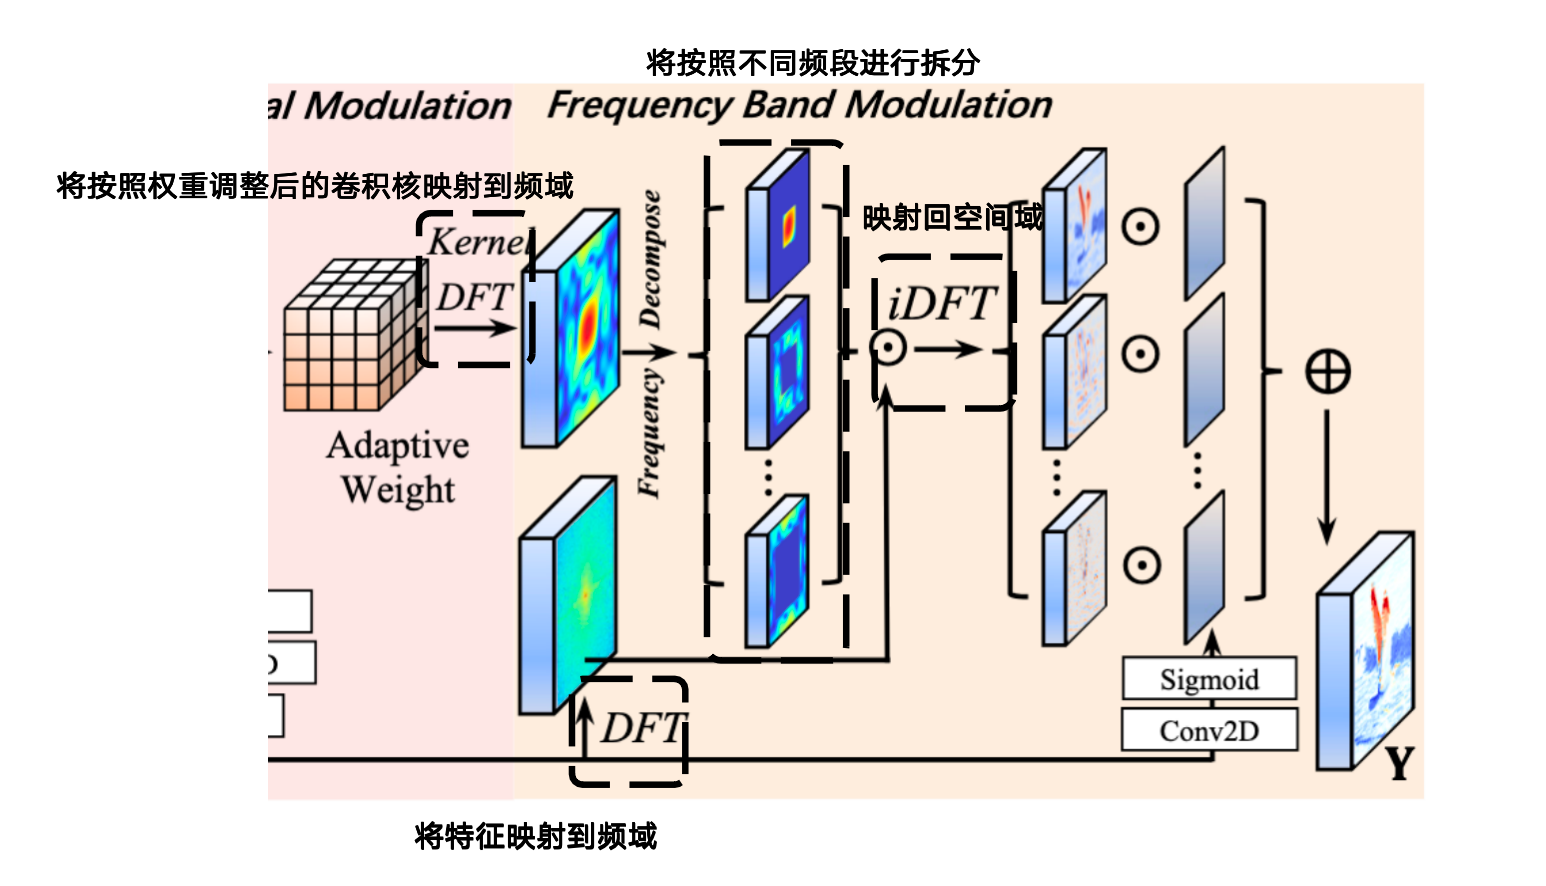 将按照不同频段进行拆分
al Modulation
Frequency Band Modulation
将按照权重调整后的卷积核映射到频域
映射回空间域
Kernel
DFT
Frequency Decompose
iDFT
Adaptive
Weight
DFT
Sigmoid
Conv2D
Y
将特征映射到频域